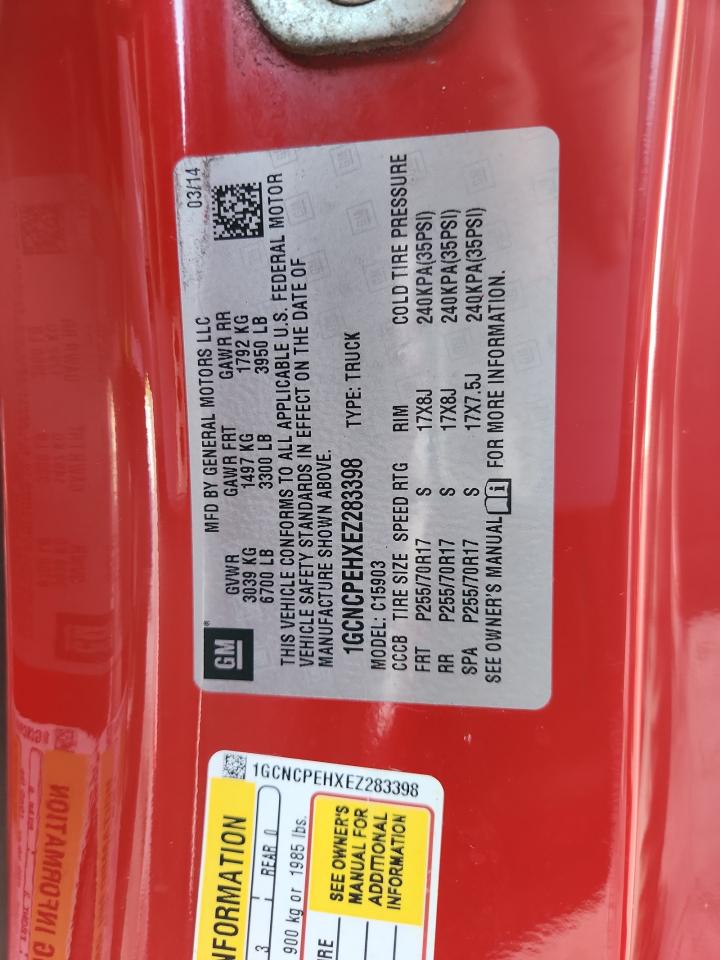 MFD BY GENERAL MOTORS LLC 03/14
GM
GVWR GAWR FRT GAWR RR
3039 KG 1497 KG 1792 KG
6700 LB 3300 LB 3950 LB
THIS VEHICLE CONFORMS TO ALL APPLICABLE U.S. FEDERAL MOTOR
VEHICLE SAFETY STANDARDS IN EFFECT ON THE DATE OF
MANUFACTURE SHOWN ABOVE.
1GCNCPEHXEZ283398 TYPE: TRUCK
MODEL: C15903
CCCB TIRE SIZE SPEED RTG RIM COLD TIRE PRESSURE
FRT P255/70R17 S 17X8J 240KPA(35PSI)
RR P255/70R17 S 17X8J 240KPA(35PSI)
SPA P255/70R17 S 17X7.5J 240KPA(35PSI)
SEE OWNER'S MANUAL FOR MORE INFORMATION.
1GCNCPEHXEZ283398
NFORMATION
3 REAR 0
900 kg or 1985 lbs.
SEE OWNER'S
MANUAL FOR
ADDITIONAL
INFORMATION